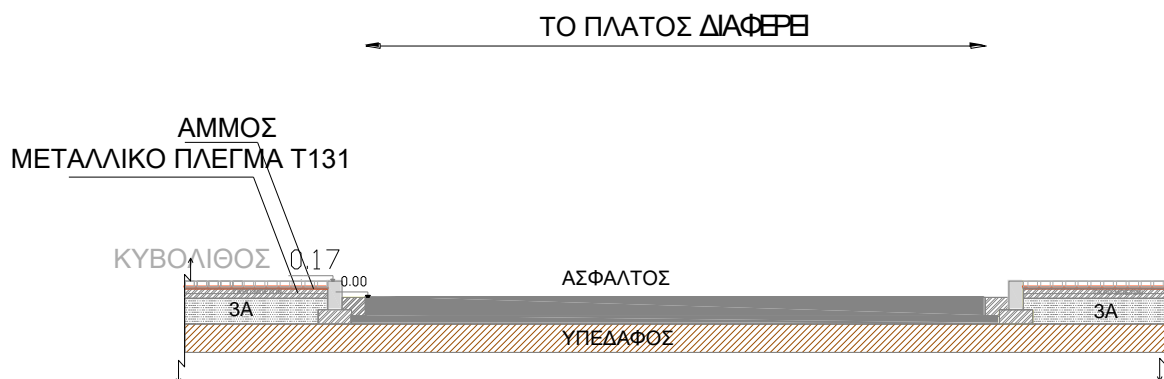 ΤΟ ΠΛΑΤΟΣ ΔΙΑΦΕΡΕΙ
ΑΜΜΟΣ
ΜΕΤΑΛΛΙΚΟ ΠΛΕΓΜΑ Τ131
ΚΥΒΟΛΙΘΟΣ 0.17
0.00
ΑΣΦΑΛΤΟΣ
3Α
3Α
ΥΠΕΔΑΦΟΣ